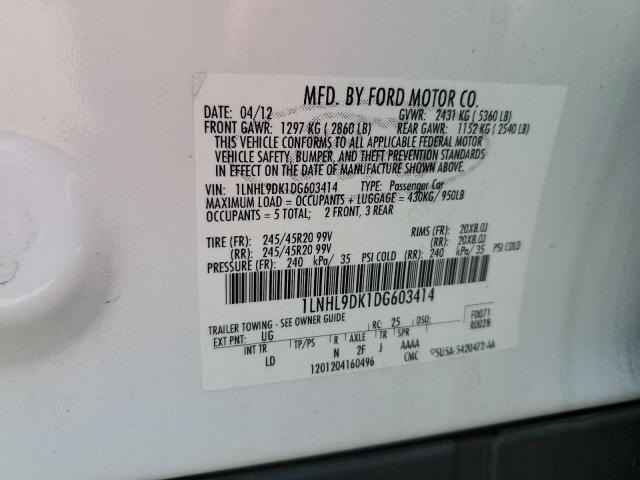 MFD. BY FORD MOTOR CO.
DATE: 04/12 GVWR: 2431 KG ( 5360 LB)
FRONT GAWR: 1297 KG ( 2860 LB) REAR GAWR: 1152 KG ( 2540 LB)
THIS VEHICLE CONFORMS TO ALL APPLICABLE FEDERAL MOTOR
VEHICLE SAFETY, BUMPER, AND THEFT PREVENTION STANDARDS
IN EFFECT ON THE DATE OF MANUFACTURE SHOWN ABOVE.
VIN: 1LNHL9DK1DG603414 TYPE: Passenger Car
MAXIMUM LOAD = OCCUPANTS + LUGGAGE = 430KG/ 950LB
OCCUPANTS = 5 TOTAL; 2 FRONT, 3 REAR
TIRE (FR): 245/45R20 99V RIMS (FR): 20X8.0J
(RR): 245/45R20 99V (RR): 20X8.0J
PRESSURE (FR): 240 kPa/ 35 PSI COLD (RR): 240 kPa/ 35 PSI COLD
1LNHL9DK1DG603414
TRAILER TOWING - SEE OWNER GUIDE F0071
EXT PNT: UG RC: 25 DSO: R0028
INT TR TP/PS R AXLE TR SPR
LD N 2F J AAAA
1201204160496 CMC